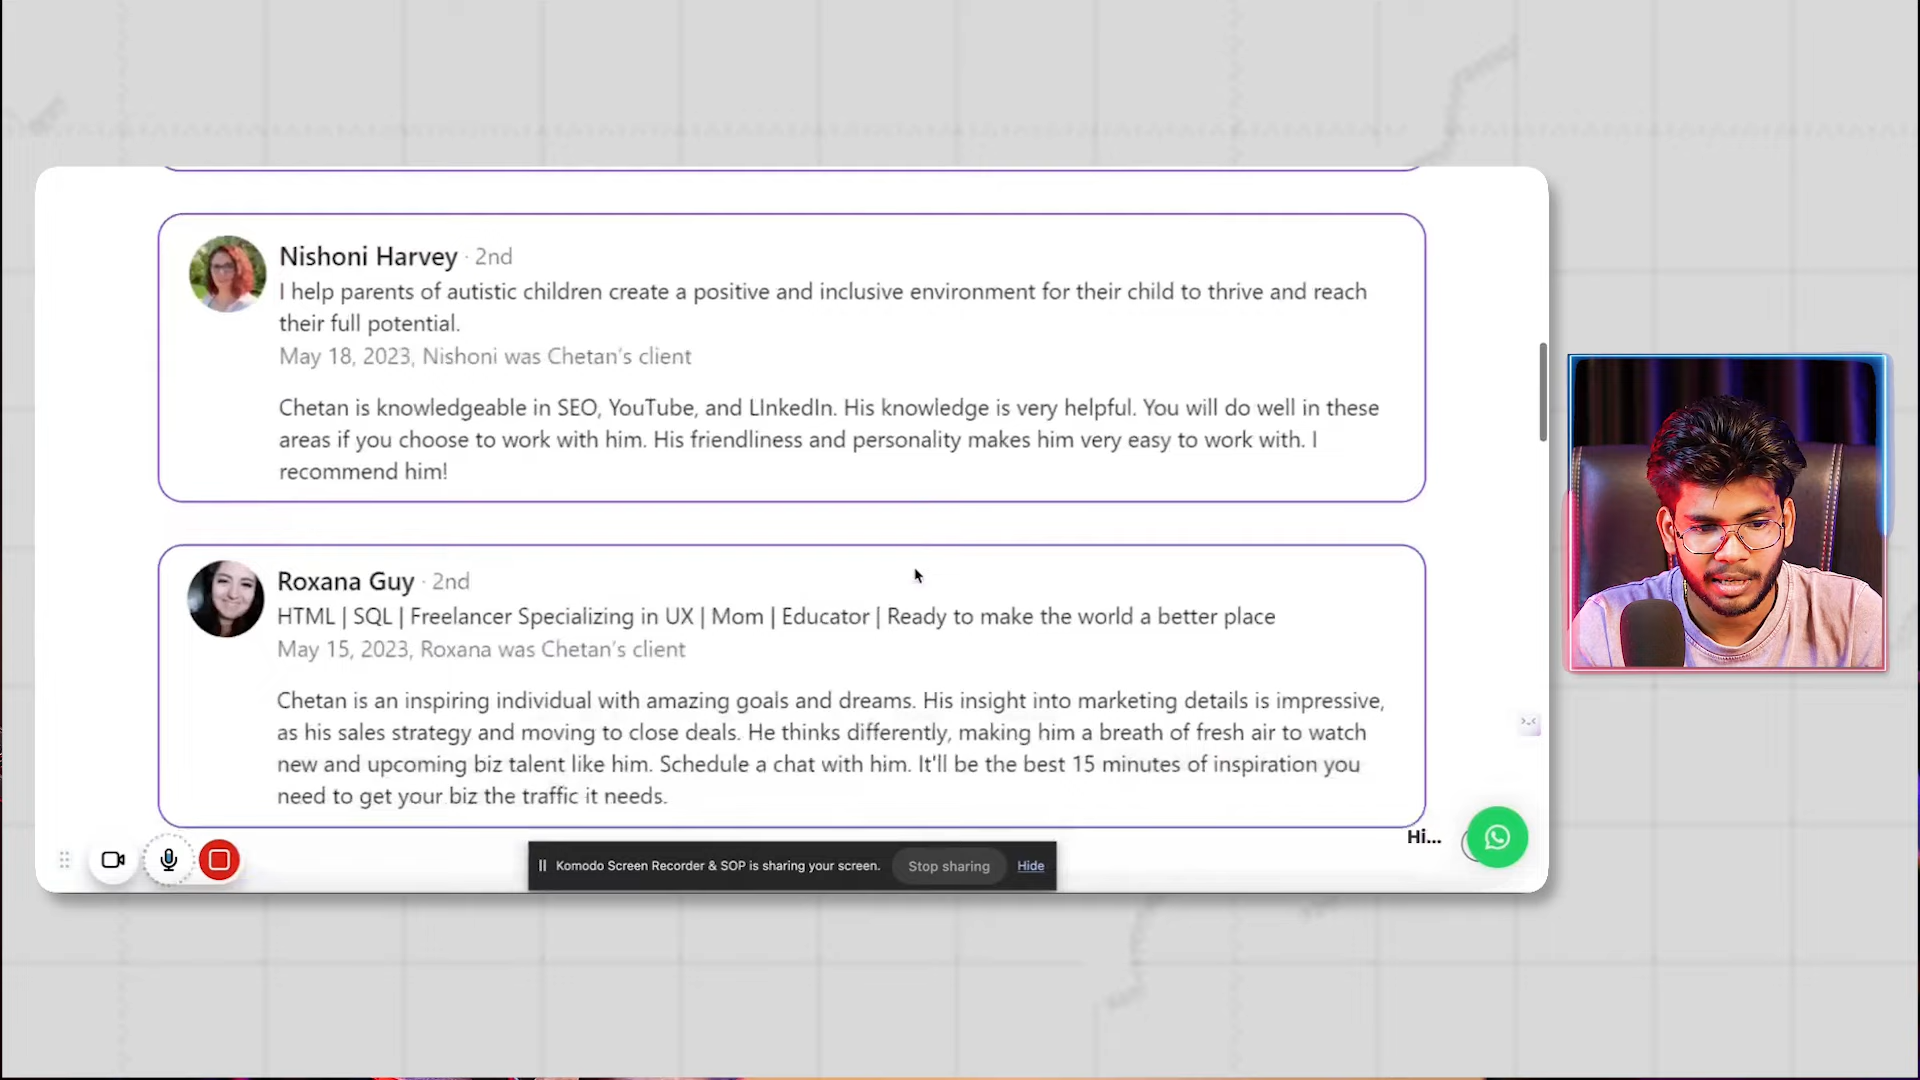 Nishoni Harvey · 2nd
I help parents of autistic children create a positive and inclusive environment for their child to thrive and reach
their full potential.
May 18, 2023, Nishoni was Chetan's client
Chetan is knowledgeable in SEO, YouTube, and LInkedIn. His knowledge is very helpful. You will do well in these
areas if you choose to work with him. His friendliness and personality makes him very easy to work with. I
recommend him!
Roxana Guy · 2nd
HTML | SQL | Freelancer Specializing in UX | Mom | Educator | Ready to make the world a better place
May 15, 2023, Roxana was Chetan's client
Chetan is an inspiring individual with amazing goals and dreams. His insight into marketing details is impressive,
as his sales strategy and moving to close deals. He thinks differently, making him a breath of fresh air to watch
new and upcoming biz talent like him. Schedule a chat with him. It'll be the best 15 minutes of inspiration you
need to get your biz the traffic it needs.
Hi...
Komodo Screen Recorder & SOP is sharing your screen. Stop sharing Hide